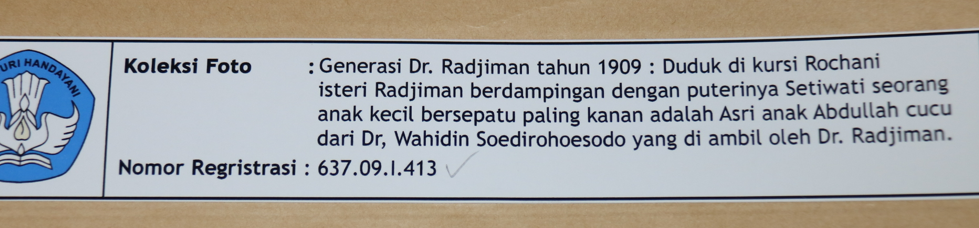 URI HANDAYANI
Koleksi Foto : Generasi Dr. Radjiman tahun 1909 : Duduk di kursi Rochani
isteri Radjiman berdampingan dengan puterinya Setiwati seorang
anak kecil bersepatu paling kanan adalah Asri anak Abdullah cucu
dari Dr, Wahidin Soedirohoesodo yang di ambil oleh Dr. Radjiman.
Nomor Regristrasi : 637.09.I.413